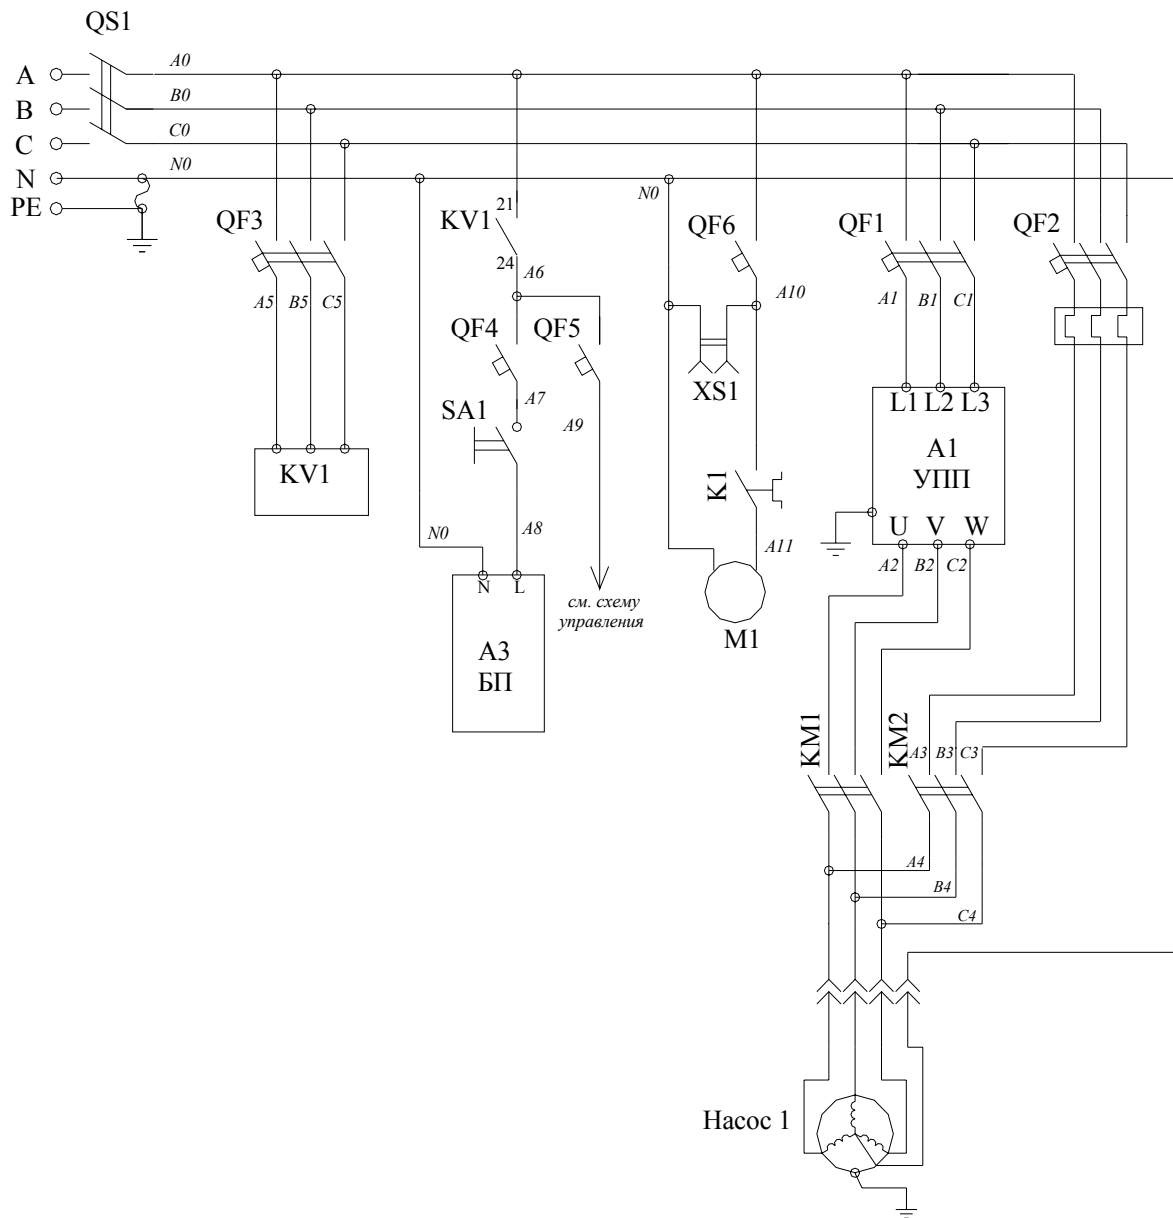 QS1
A
A0
B
B0
C
C0
N
N0
PE
QF3
KV1
21
24
A6
N0
QF6
QF1
QF2
A5
B5
C5
A10
A1
B1
C1
QF4
QF5
XS1
A7
SA1
A9
L1
L2
L3
A1
УПП
KV1
K1
N0
A8
A11
U
V
W
A2
B2
C2
N
L
см. схему
управления
M1
A3
БП
KM1
KM2
A3
B3
C3
A4
B4
C4
Насос 1